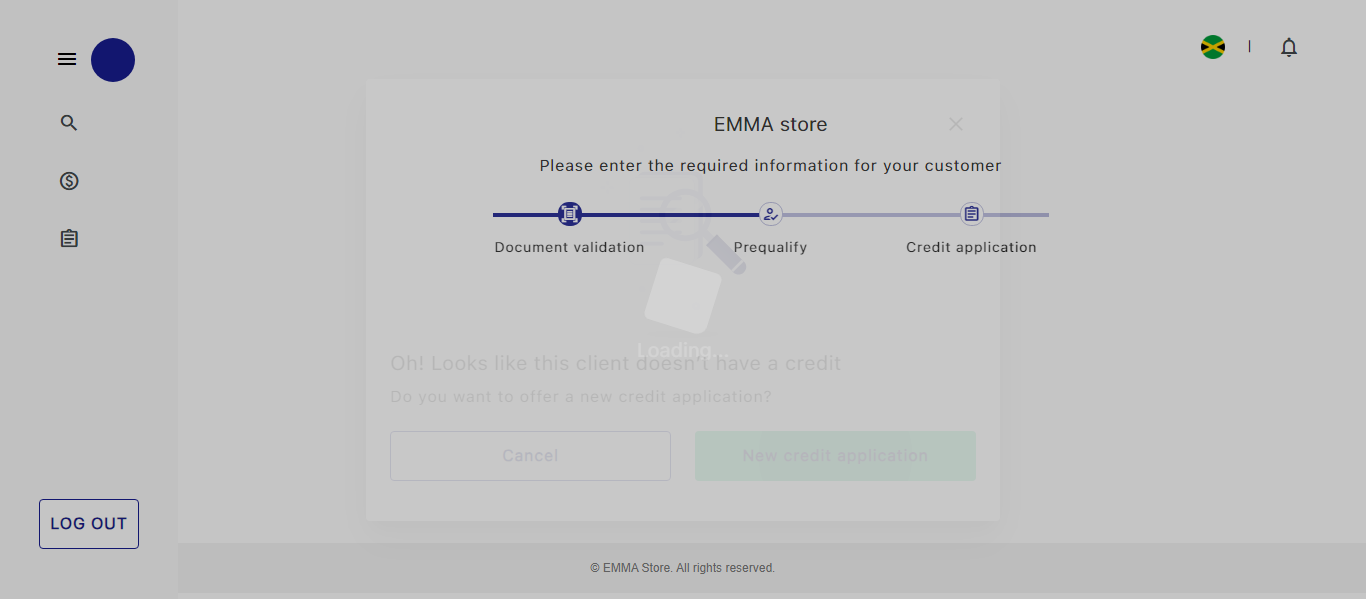 EMMA store
Please enter the required information for your customer
Document validation
Prequalify
Credit application
Loading...
Oh! Looks like this client doesn't have a credit
Do you want to offer a new credit application?
Cancel
New credit application
LOG OUT
© EMMA Store. All rights reserved.